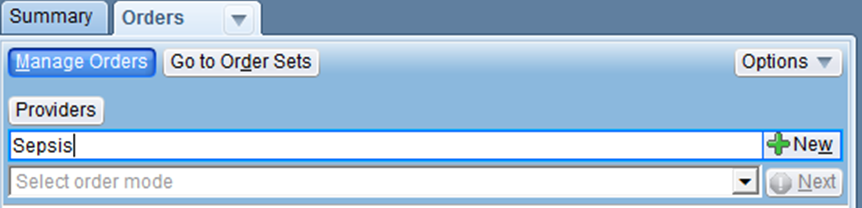 Summary Orders
Manage Orders Go to Order Sets Options
Providers
Sepsis New
Select order mode Next